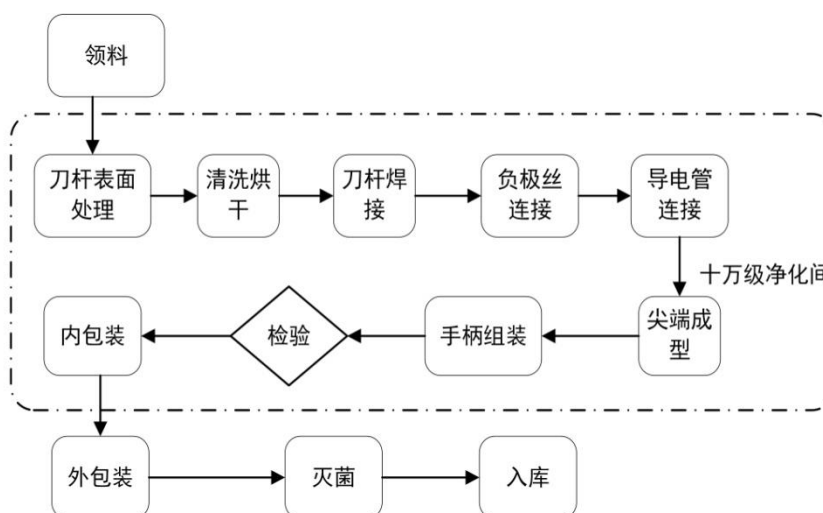 领料
刀杆表面
处理
清洗烘
干
刀杆焊
接
负极丝
连接
导电管
连接
十万级净化间
尖端成
型
手柄组装
检验
内包装
外包装
灭菌
入库